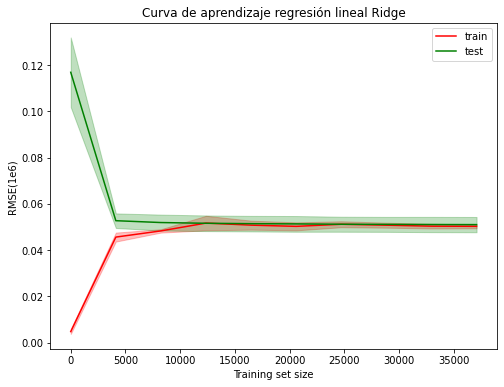 Curva de aprendizaje regresión lineal Ridge
train
test
0.12
0.10
0.08
0.06
0.04
0.02
0.00
RMSE(1e6)
0 5000 10000 15000 20000 25000 30000 35000
Training set size